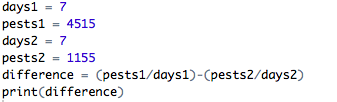 days1 = 7
pests1 = 4515
days2 = 7
pests2 = 1155
difference = (pests1/days1)-(pests2/days2)
print(difference)